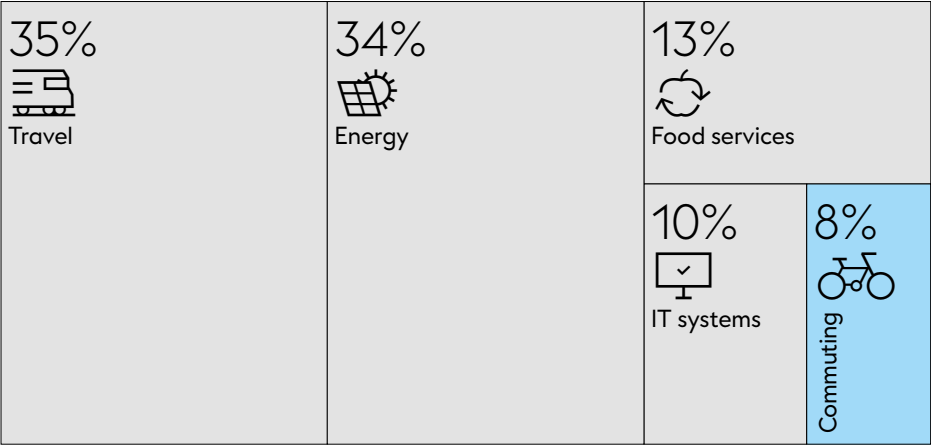 35%
Travel
34%
Energy
13%
Food services
10%
IT systems
8%
Commuting